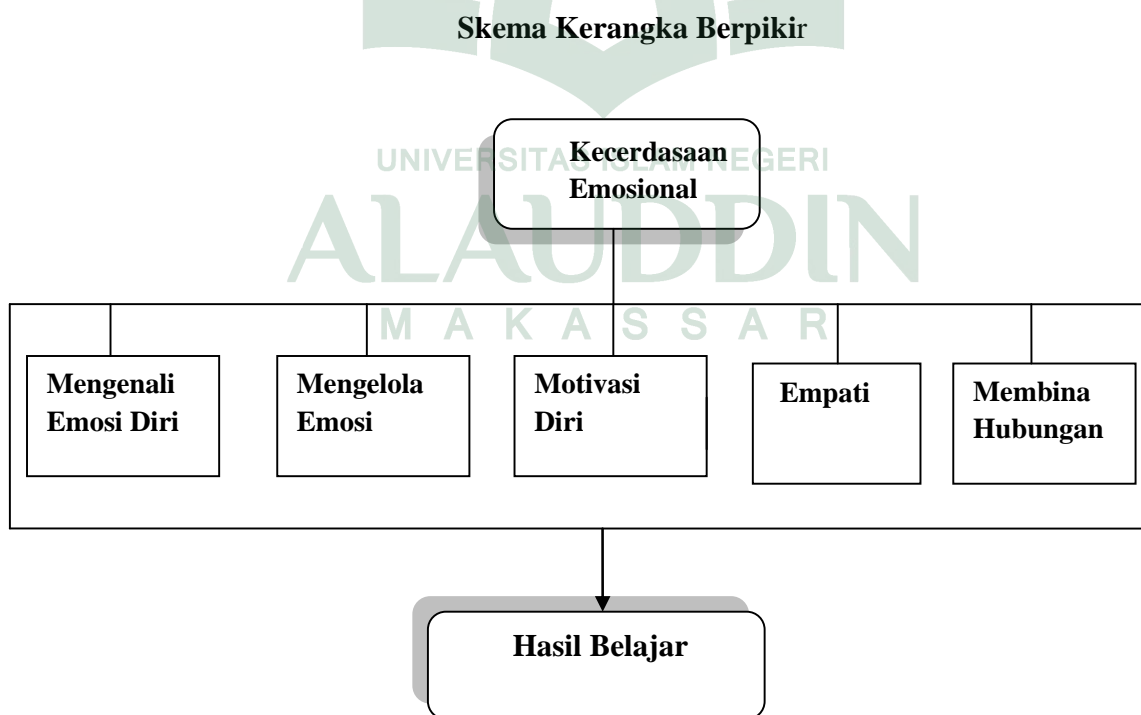 Skema Kerangka Berpikir
Kecerdasaan
Emosional
UNIVERSITAS ISLAM NEGERI
ALAUDDIN
MAKASSAR
Mengenali
Emosi Diri
Mengelola
Emosi
Motivasi
Diri
Empati
Membina
Hubungan
Hasil Belajar